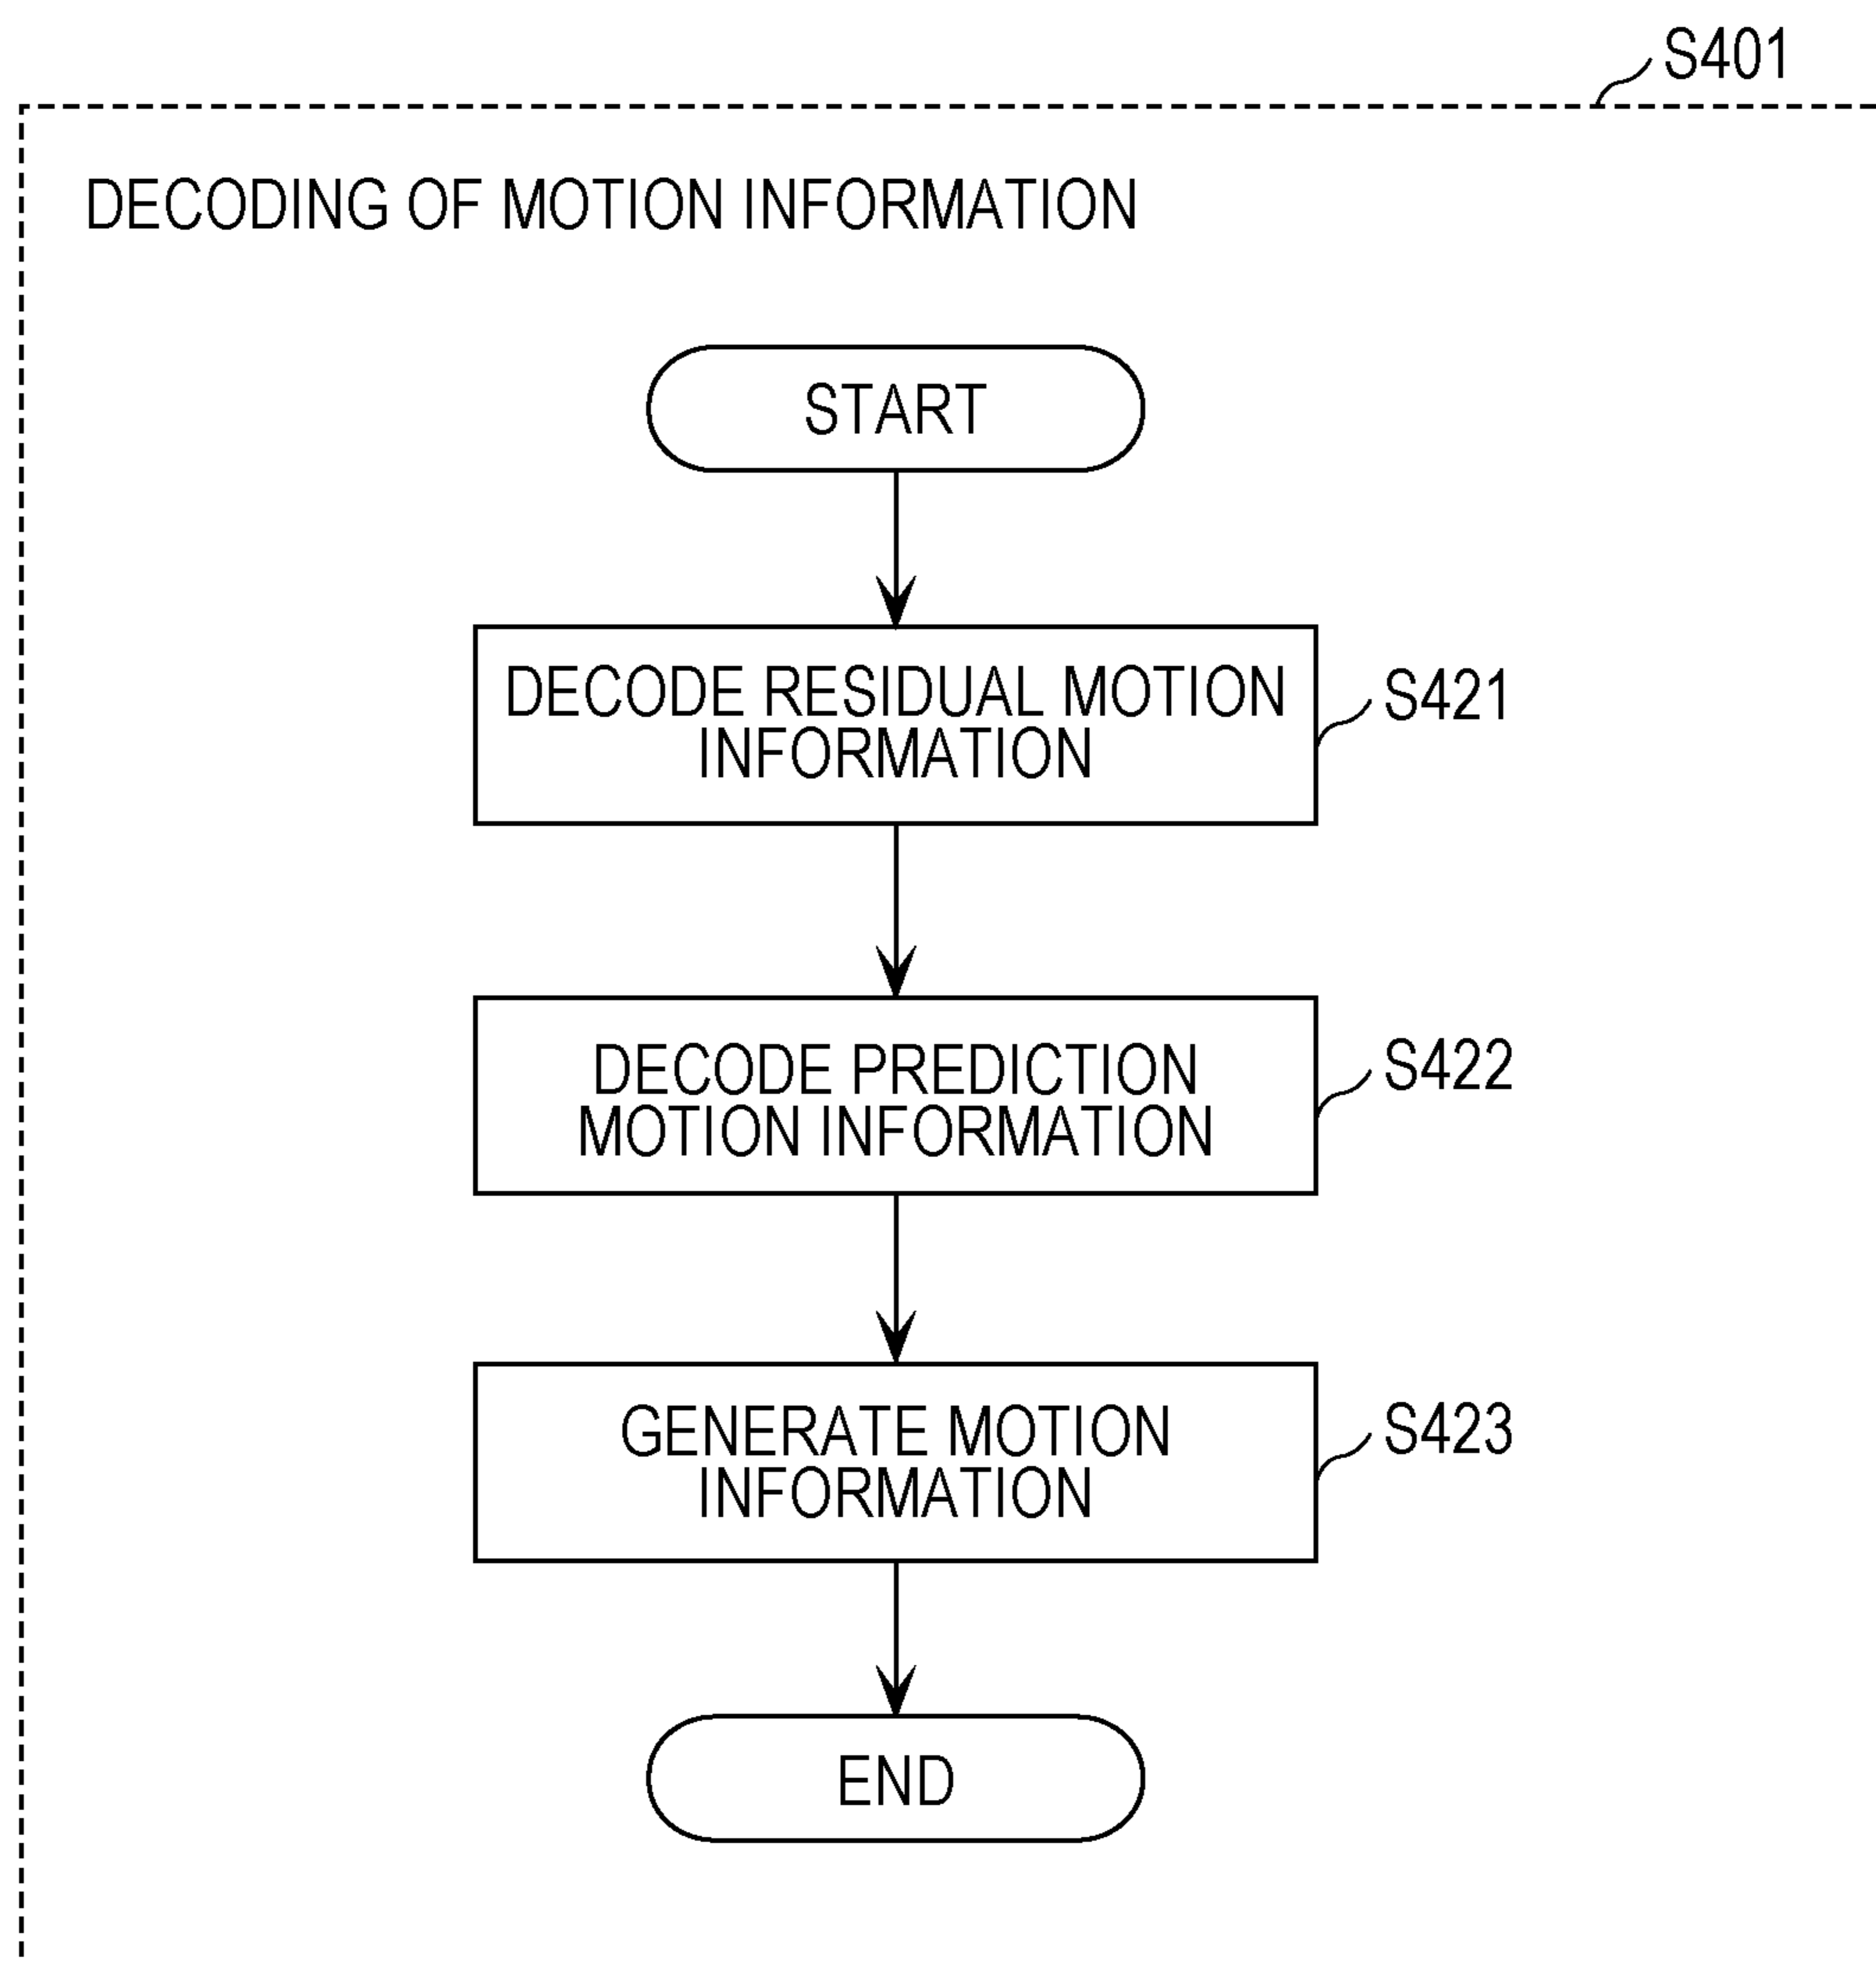 S401
DECODING OF MOTION INFORMATION
START
DECODE RESIDUAL MOTION
INFORMATION
S421
DECODE PREDICTION
MOTION INFORMATION
S422
GENERATE MOTION
INFORMATION
S423
END